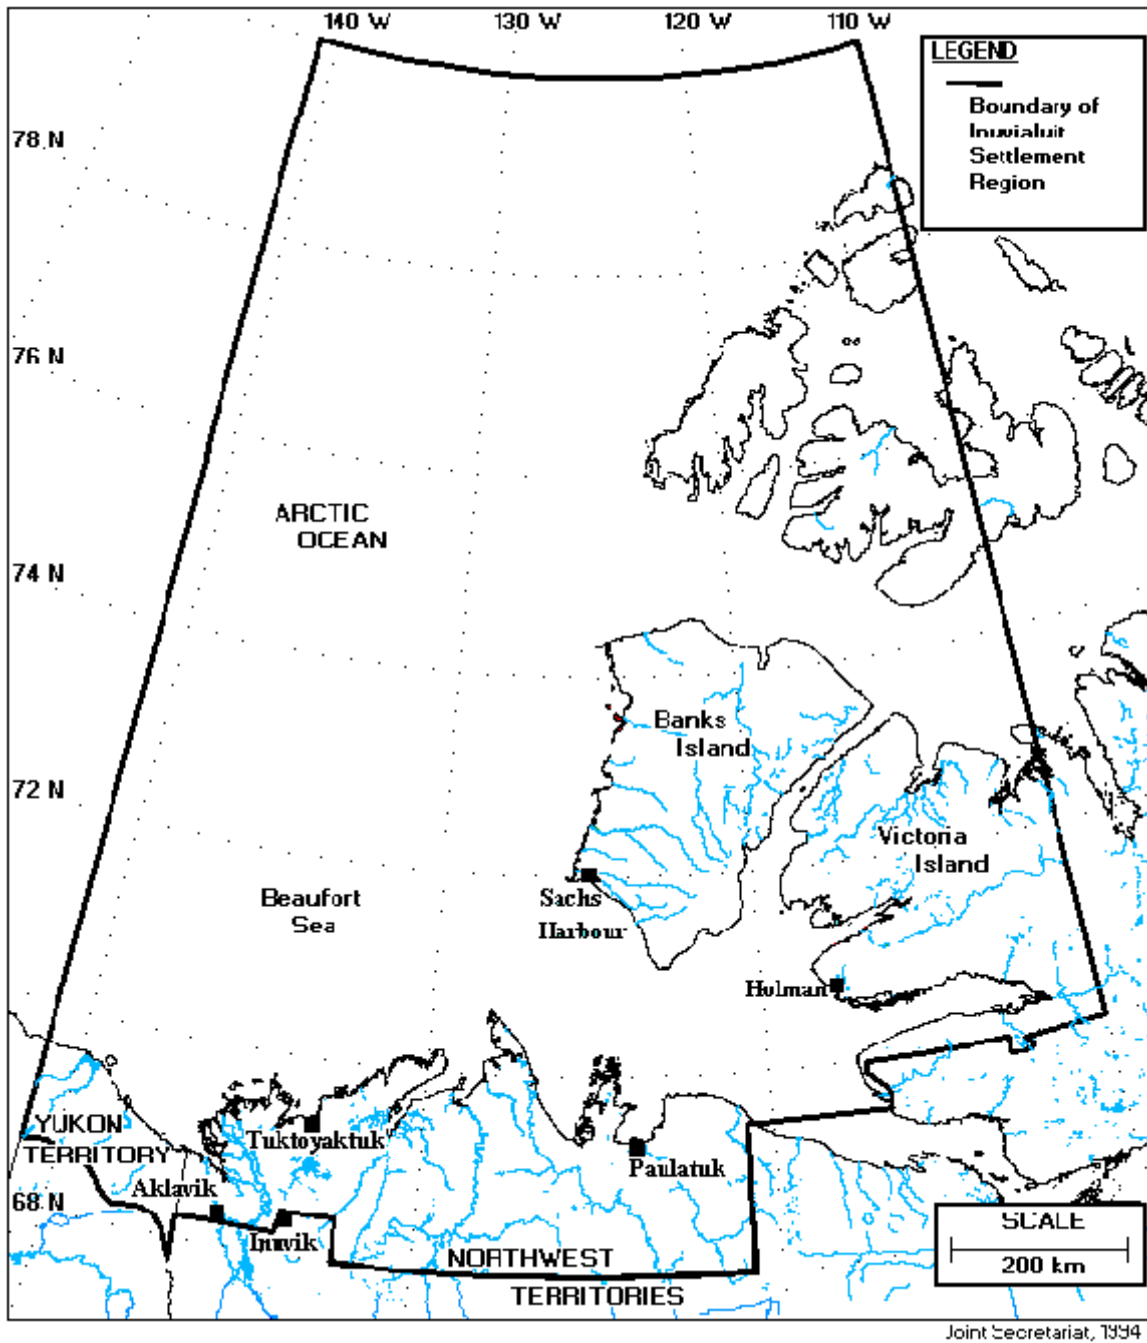 140 W 130 W 120 W 110 W
LEGEND
Boundary of
Inuvialuit
Settlement
Region
78 N
76 N
ARCTIC
OCEAN
74 N
Banks
Island
72 N
Victoria
Island
Beaufort
Sea
Sachs
Harbour
Holman
YUKON
TERRITORY
Tuktoyaktuk
Paulatuk
Aklavik
68 N
Inuvik
NORTHWEST
TERRITORIES
SCALE
200 km
Joint Secretariat, 1994